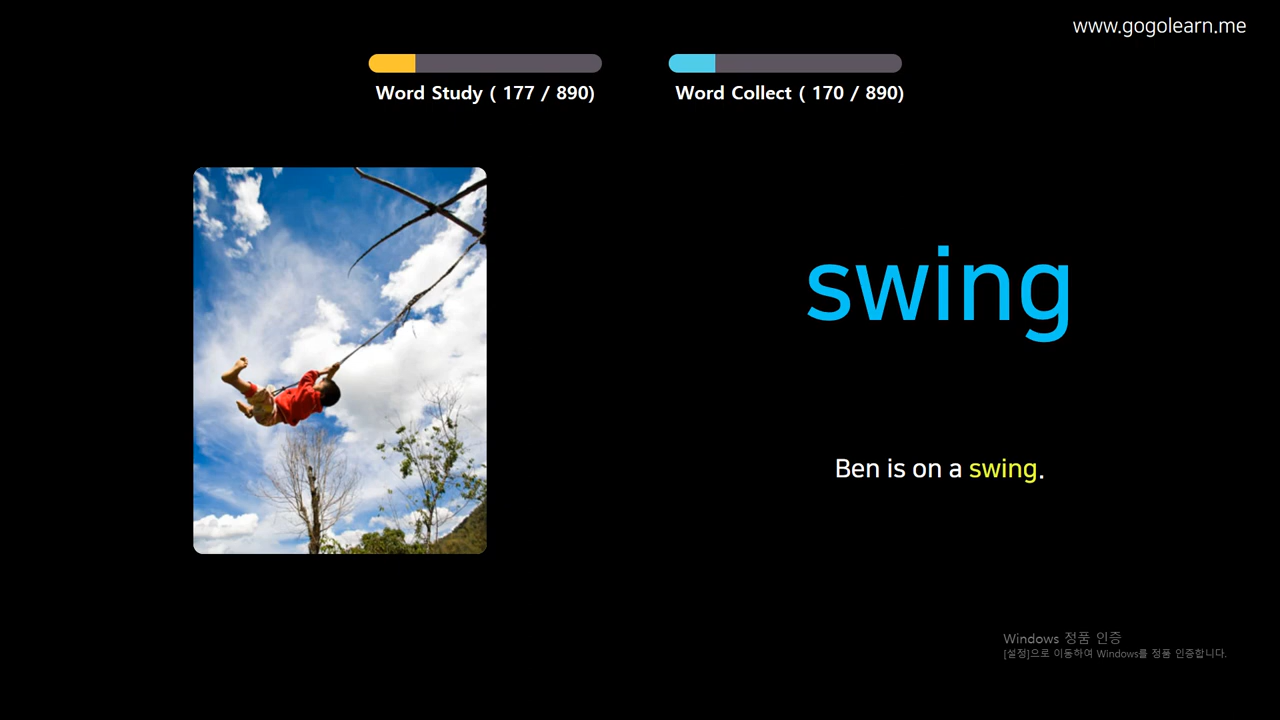 www.gogolearn.me
Word Study ( 177 / 890)
Word Collect ( 170 / 890)
swing
Ben is on a swing.
Windows 정품 인증
[설정]으로 이동하여 Windows를 정품 인증합니다.